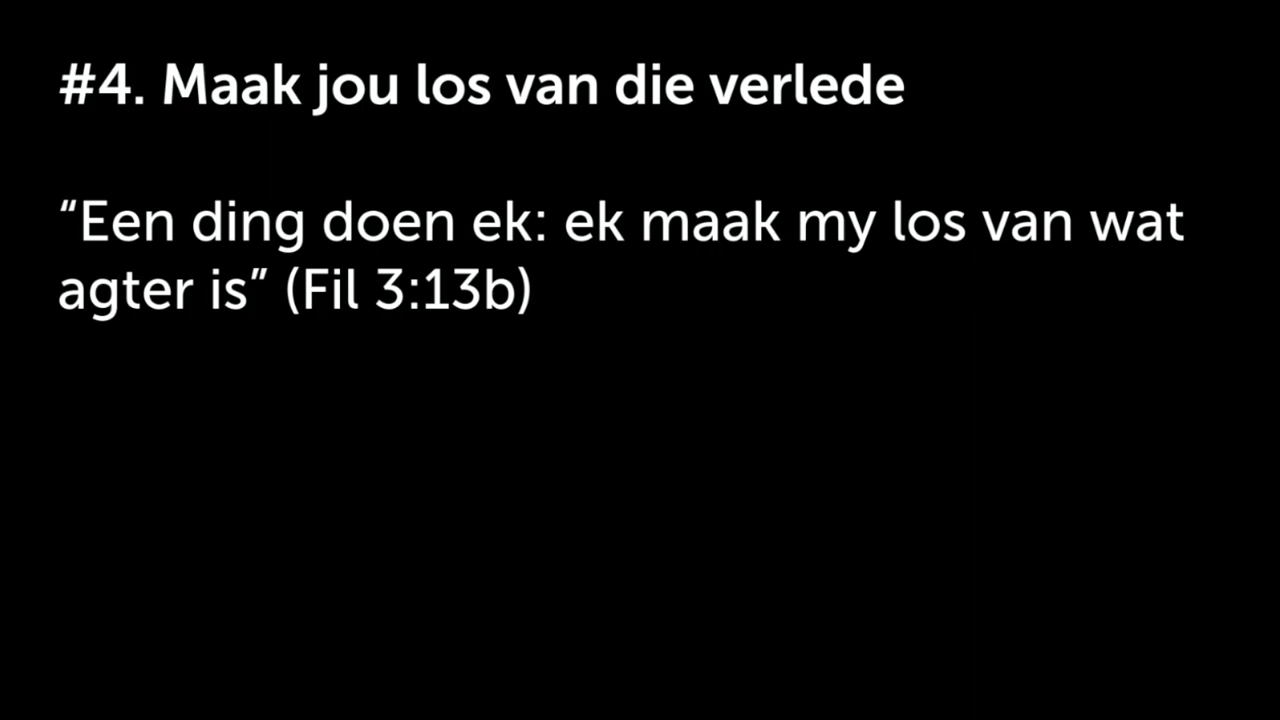 #4. Maak jou los van die verlede
“Een ding doen ek: ek maak my los van wat
agter is” (Fil 3:13b)